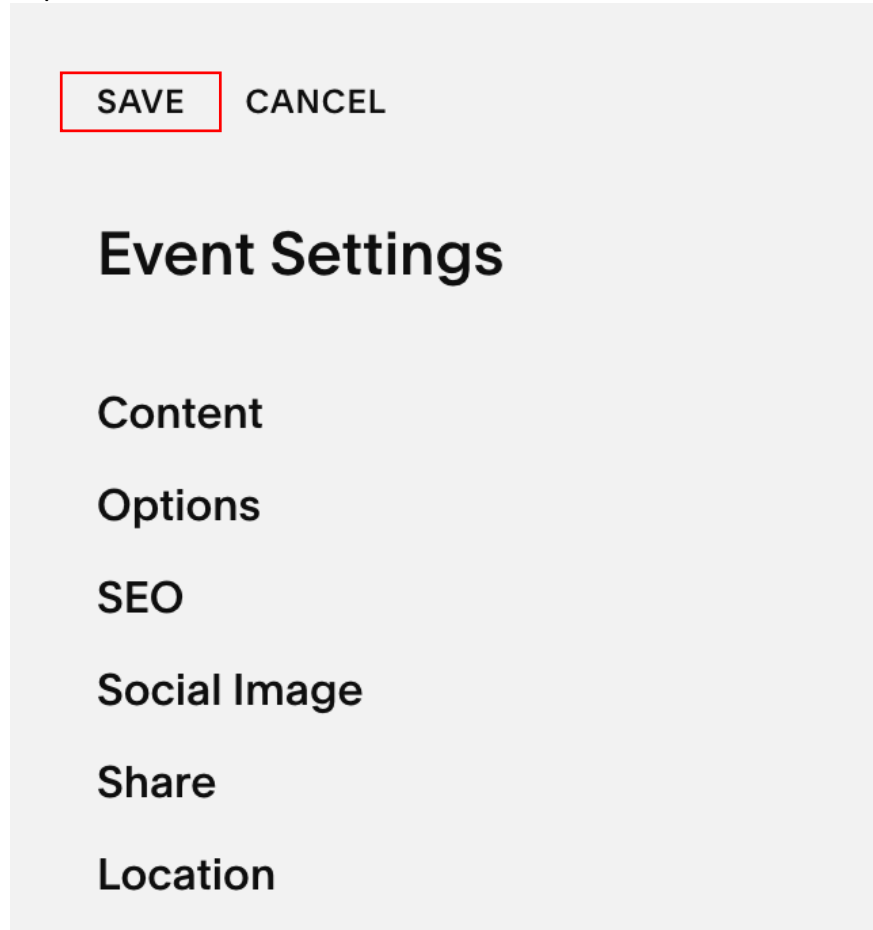 SAVE CANCEL
Event Settings
Content
Options
SEO
Social Image
Share
Location